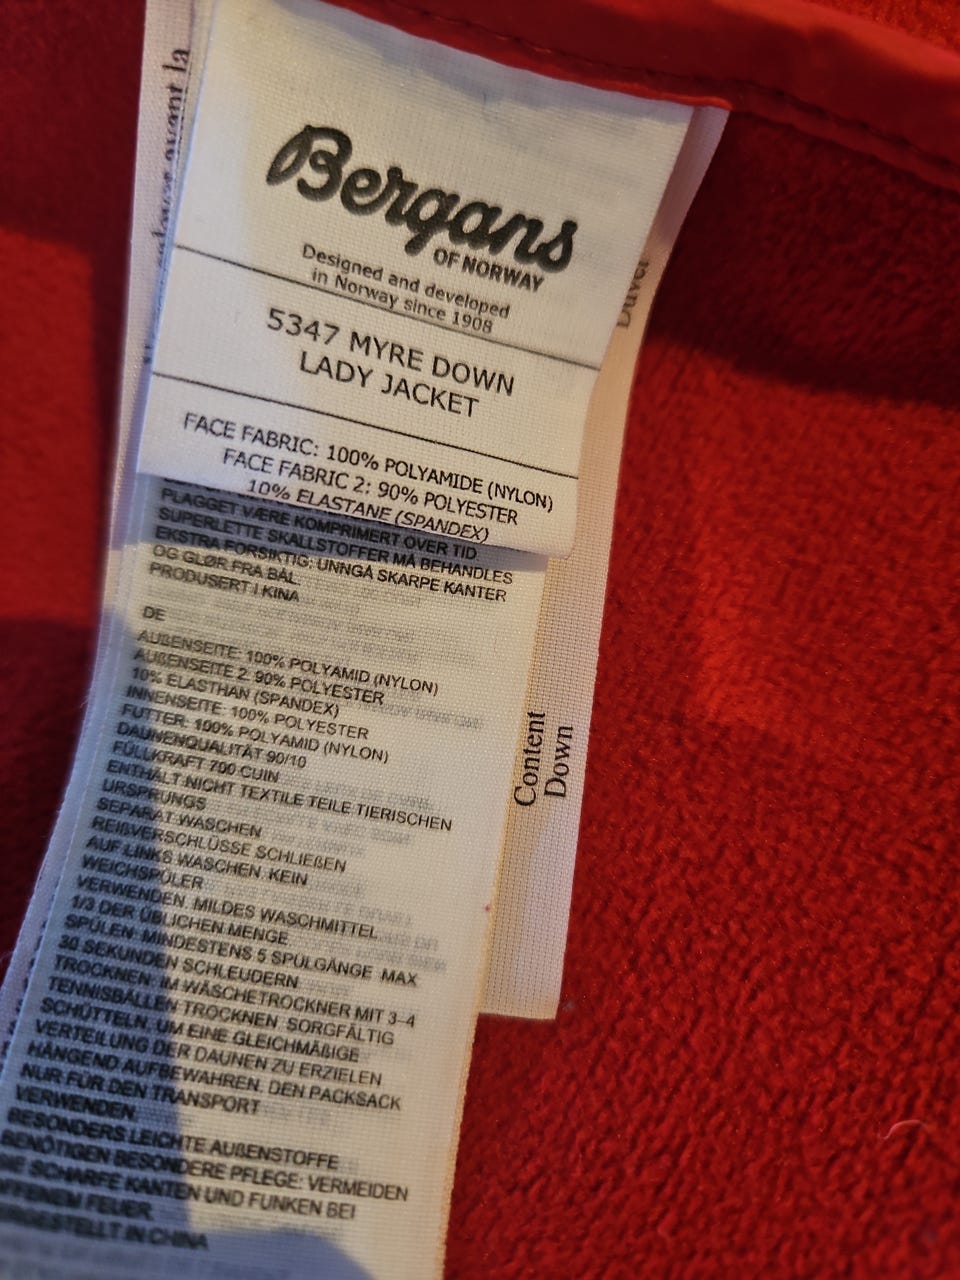 Bergans
OF NORWAY
Designed and developed
in Norway since 1908
5347 MYRE DOWN
LADY JACKET
FACE FABRIC: 100% POLYAMIDE (NYLON)
FACE FABRIC 2: 90% POLYESTER
10% ELASTANE (SPANDEX)
PLAGGET VÆRE KOMPRIMERT OVER TID.
SUPERLETTE SKALLSTOFFER MÅ BEHANDLES
EKSTRA FORSIKTIG: UNNGÅ SKARPE KANTER
OG GLØR FRA BÅL.
PRODUSERT I KINA
DE
AUßENSEITE: 100% POLYAMID (NYLON)
AUßENSEITE 2: 90% POLYESTER
10% ELASTHAN (SPANDEX)
INNENSEITE: 100% POLYESTER
FUTTER: 100% POLYAMID (NYLON)
DAUNENQUALITÄT 90/10
FÜLLKRAFT 700 CUIN
ENTHÄLT NICHT TEXTILE TEILE TIERISCHEN
URSPRUNGS
SEPARAT WASCHEN
REIßVERSCHLÜSSE SCHLIEßEN
AUF LINKS WASCHEN. KEIN
WEICHSPÜLER
VERWENDEN. MILDES WASCHMITTEL
1/3 DER ÜBLICHEN MENGE
SPÜLEN: MINDESTENS 5 SPÜLGÄNGE MAX
30 SEKUNDEN SCHLEUDERN
TROCKNEN: IM WÄSCHETROCKNER MIT 3–4
TENNISBÄLLEN TROCKNEN. SORGFÄLTIG
SCHÜTTELN, UM EINE GLEICHMÄßIGE
VERTEILUNG DER DAUNEN ZU ERZIELEN
HÄNGEND AUFBEWAHREN. DEN PACKSACK
NUR FÜR DEN TRANSPORT
VERWENDEN.
BESONDERS LEICHTE AUßENSTOFFE
BENÖTIGEN BESONDERE PFLEGE: VERMEIDEN
SCHARFE KANTEN UND FUNKEN BEI
FEUER
IN CHINA
Content
Down
Duvet
avant la